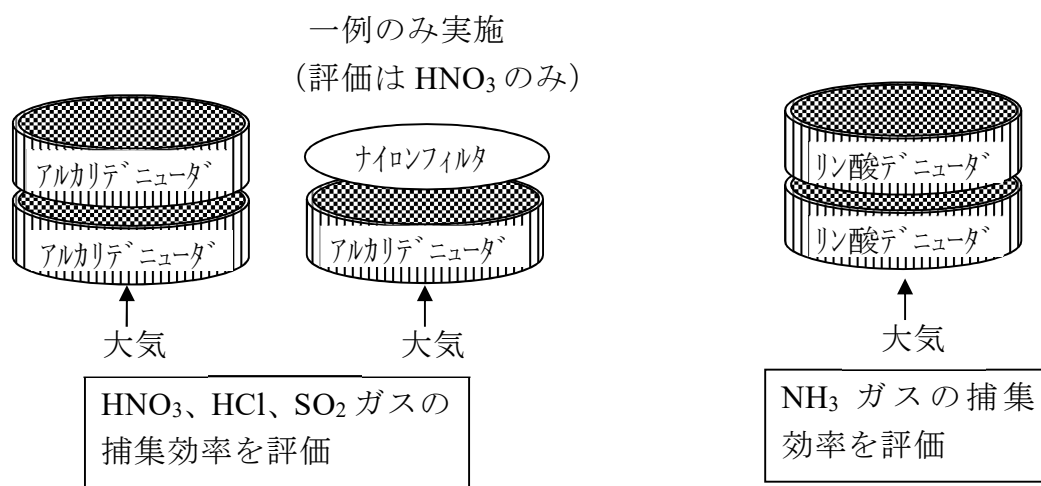 一例のみ実施
（評価は HNO₃ のみ）
アルカリデニューダ
アルカリデニューダ
大気
ナイロンフィルタ
アルカリデニューダ
大気
HNO₃、HCl、SO₂ ガスの
捕集効率を評価
リン酸デニューダ
リン酸デニューダ
大気
NH₃ ガスの捕集
効率を評価